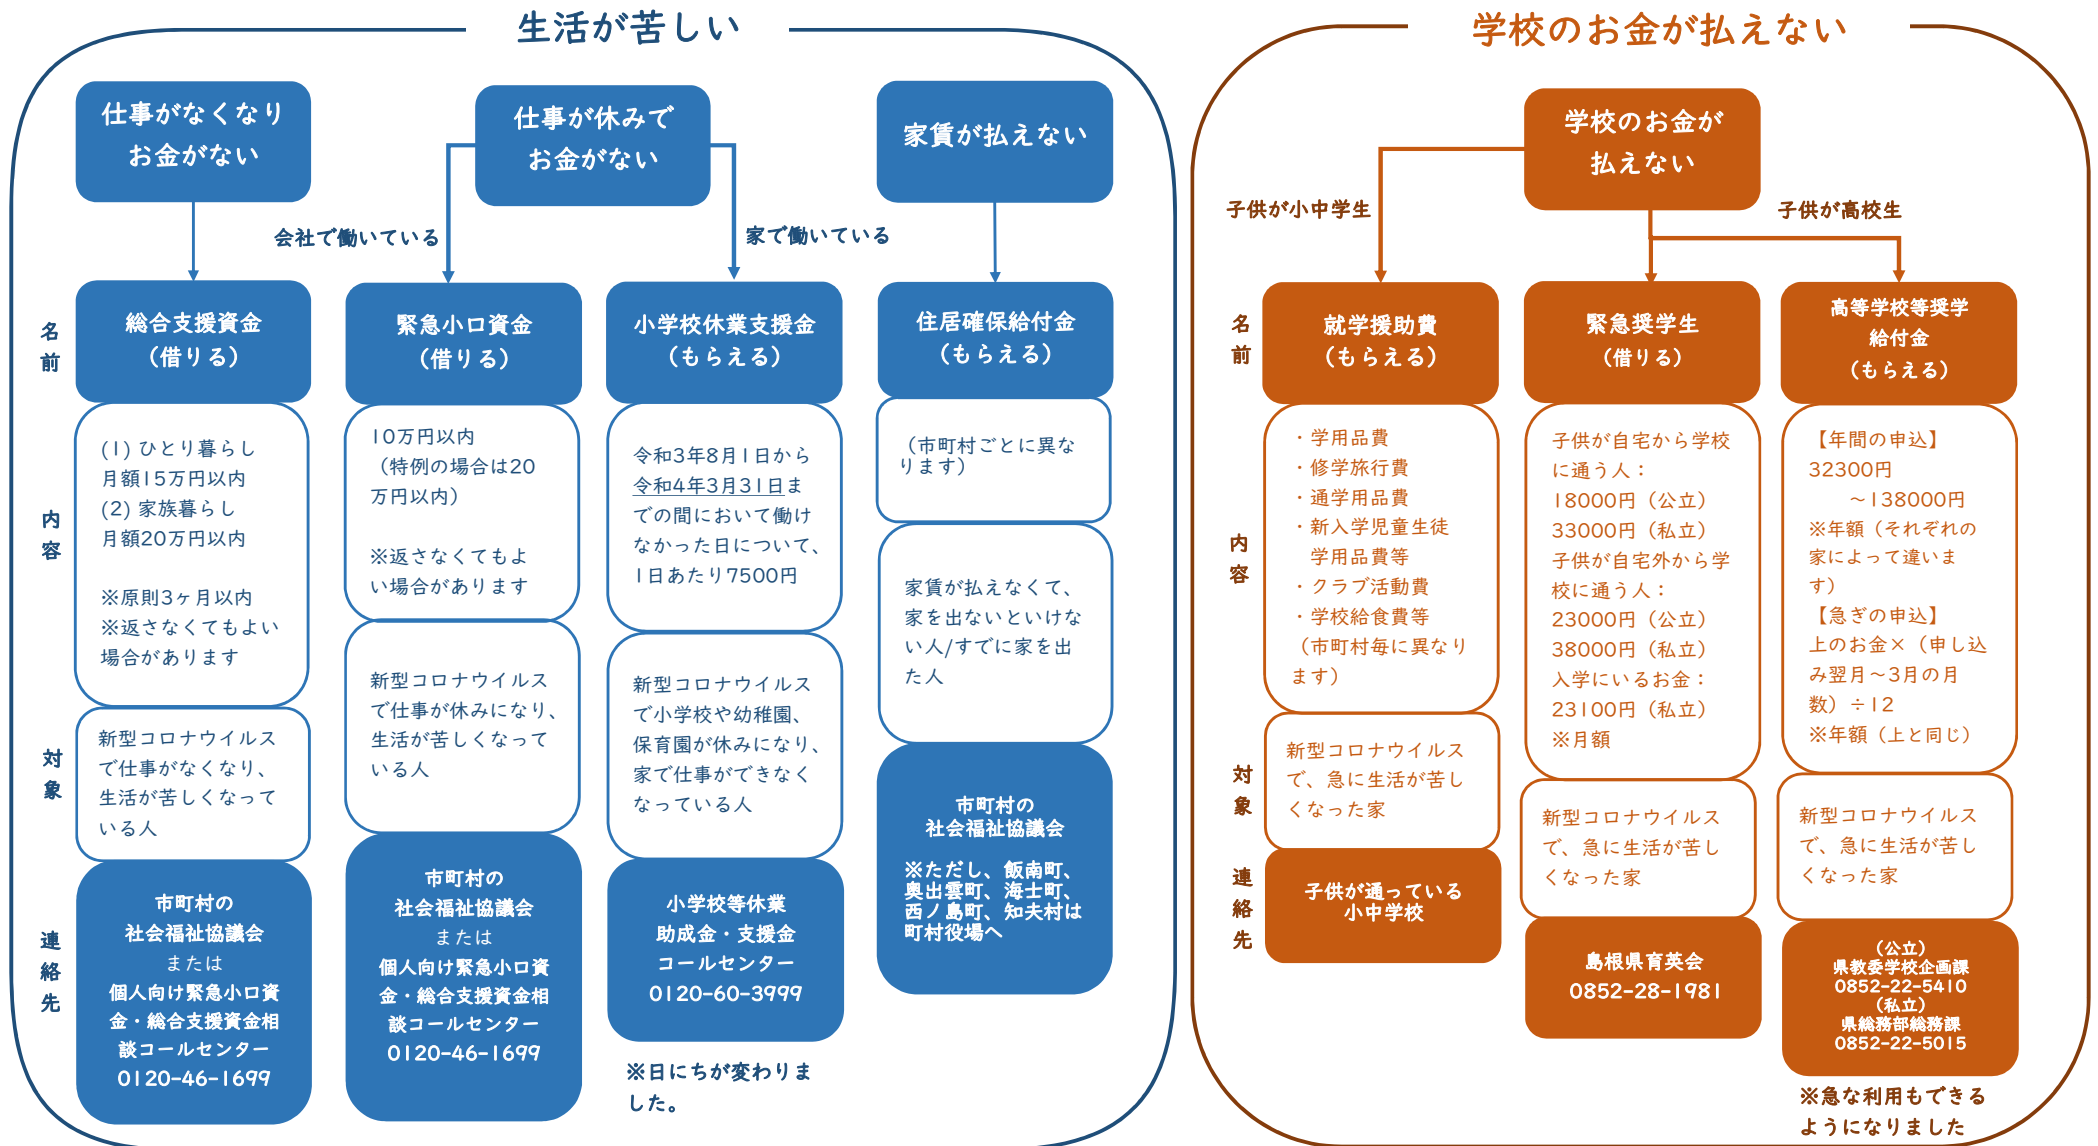 生活が苦しい
仕事がなくなり
お金がない
仕事が休みで
お金がない
家賃が払えない
会社で働いている
家で働いている
名
前
総合支援資金
（借りる）
緊急小口資金
（借りる）
小学校休業支援金
（もらえる）
住居確保給付金
（もらえる）
内
容
(1) ひとり暮らし
月額15万円以内
(2) 家族暮らし
月額20万円以内
※原則3ヶ月以内
※返さなくてもよい
場合があります
10万円以内
（特例の場合は20
万円以内）
※返さなくてもよ
い場合があります
令和3年8月1日から
令和4年3月31日ま
での間において働け
なかった日について、
1日あたり7500円
（市町村ごとに異な
ります）
対
象
新型コロナウイルス
で仕事がなくなり、
生活が苦しくなって
いる人
新型コロナウイルス
で仕事が休みになり、
生活が苦しくなって
いる人
新型コロナウイルス
で小学校や幼稚園、
保育園が休みになり、
家で仕事ができなく
なっている人
家賃が払えなくて、
家を出ないといけな
い人/すでに家を出
た人
連
絡
先
市町村の
社会福祉協議会
または
個人向け緊急小口資
金・総合支援資金相
談コールセンター
0120-46-1699
市町村の
社会福祉協議会
または
個人向け緊急小口資
金・総合支援資金相
談コールセンター
0120-46-1699
小学校等休業
助成金・支援金
コールセンター
0120-60-3999
※日にちが変わりま
した。
市町村の
社会福祉協議会
※ただし、飯南町、
奥出雲町、海士町、
西ノ島町、知夫村は
町村役場へ
学校のお金が払えない
学校のお金が
払えない
子供が小中学生
子供が高校生
名
前
就学援助費
（もらえる）
緊急奨学生
（借りる）
高等学校等奨学
給付金
（もらえる）
内
容
・学用品費
・修学旅行費
・通学用品費
・新入学児童生徒
学用品費等
・クラブ活動費
・学校給食費等
（市町村毎に異なり
ます）
子供が自宅から学校
に通う人：
18000円（公立）
33000円（私立）
子供が自宅外から学
校に通う人：
23000円（公立）
38000円（私立）
入学にいるお金：
23100円（私立）
※月額
【年間の申込】
32300円
～138000円
※年額（それぞれの
家によって違いま
す）
【急ぎの申込】
上のお金×（申し込
み翌月～3月の月
数）÷12
※年額（上と同じ）
対
象
新型コロナウイルス
で、急に生活が苦し
くなった家
新型コロナウイルス
で、急に生活が苦し
くなった家
新型コロナウイルス
で、急に生活が苦し
くなった家
連
絡
先
子供が通っている
小中学校
島根県育英会
0852-28-1981
（公立）
県教委学校企画課
0852-22-5410
（私立）
県総務部総務課
0852-22-5015
※急な利用もできる
ようになりました